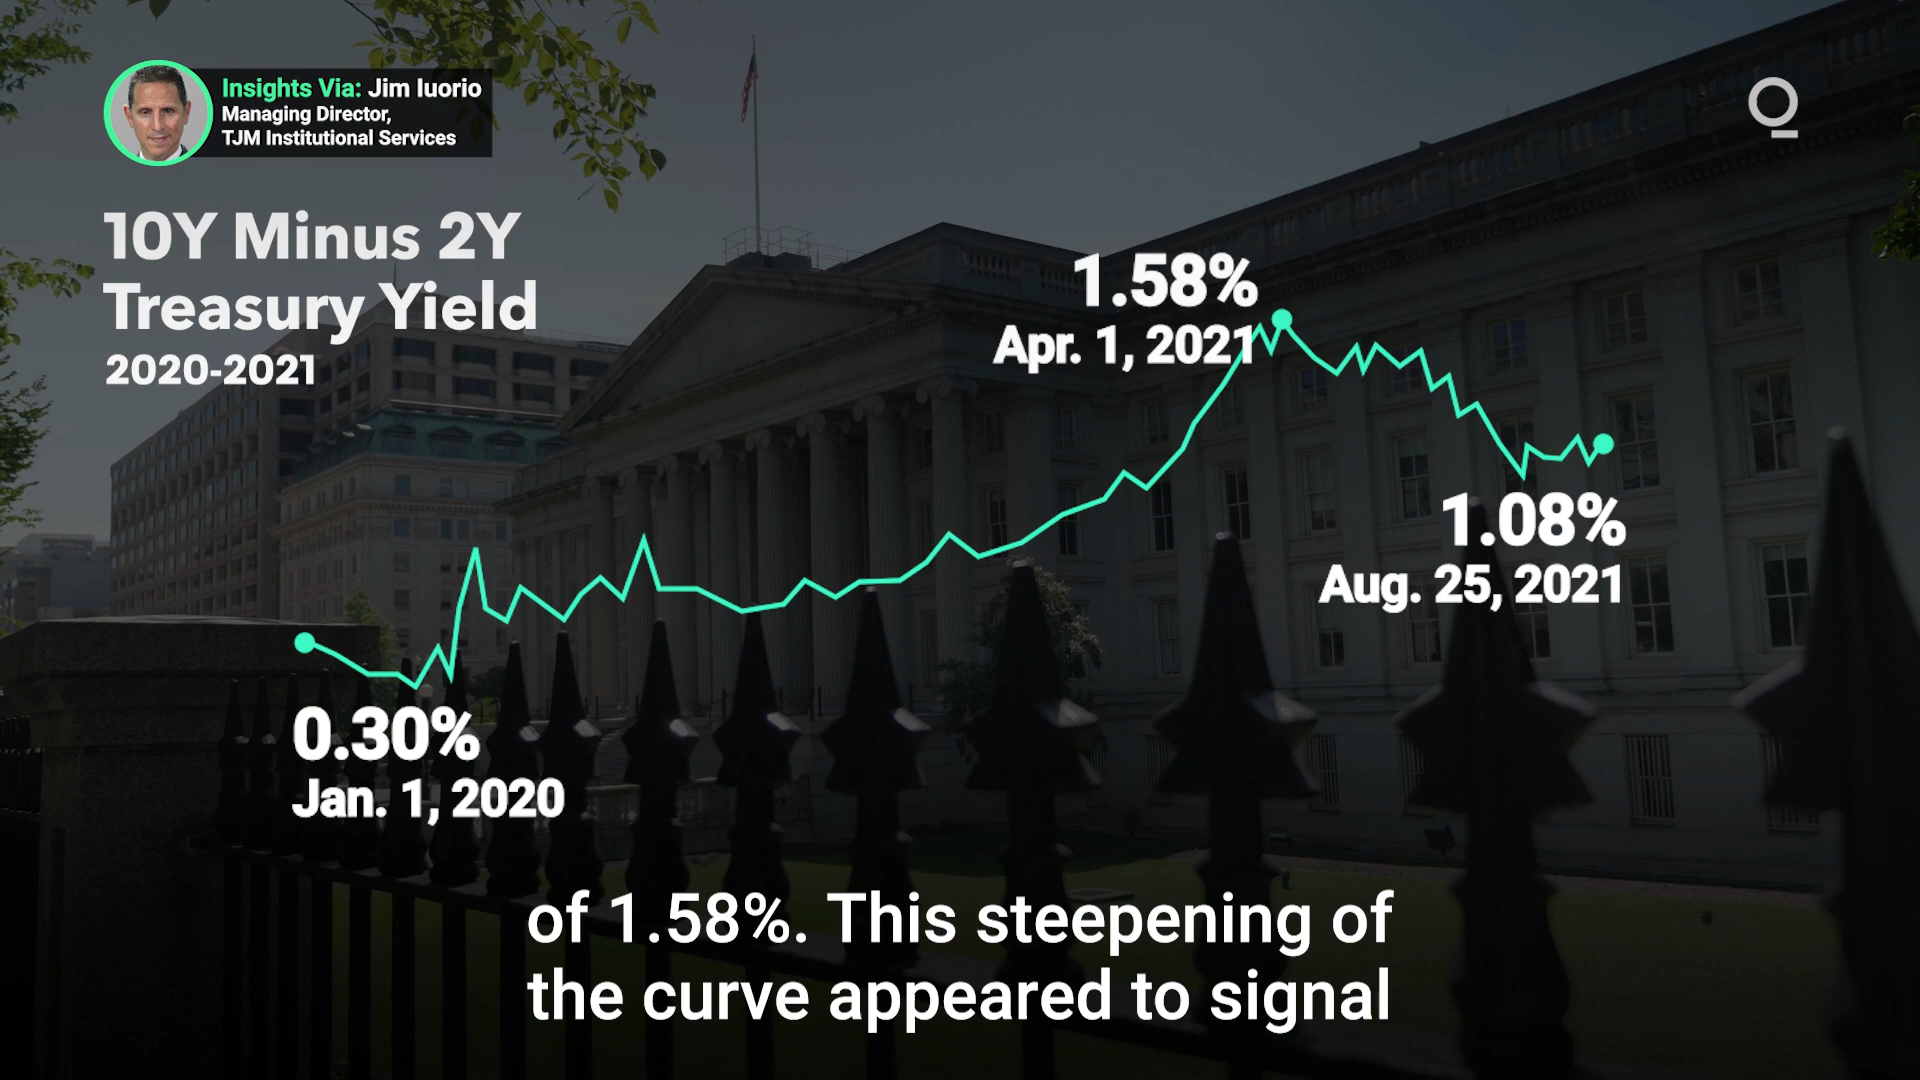 Insights Via: Jim Iuorio
Managing Director,
TJM Institutional Services
10Y Minus 2Y
Treasury Yield
2020-2021
1.58%
Apr. 1, 2021
1.08%
Aug. 25, 2021
0.30%
Jan. 1, 2020
of 1.58%. This steepening of
the curve appeared to signal